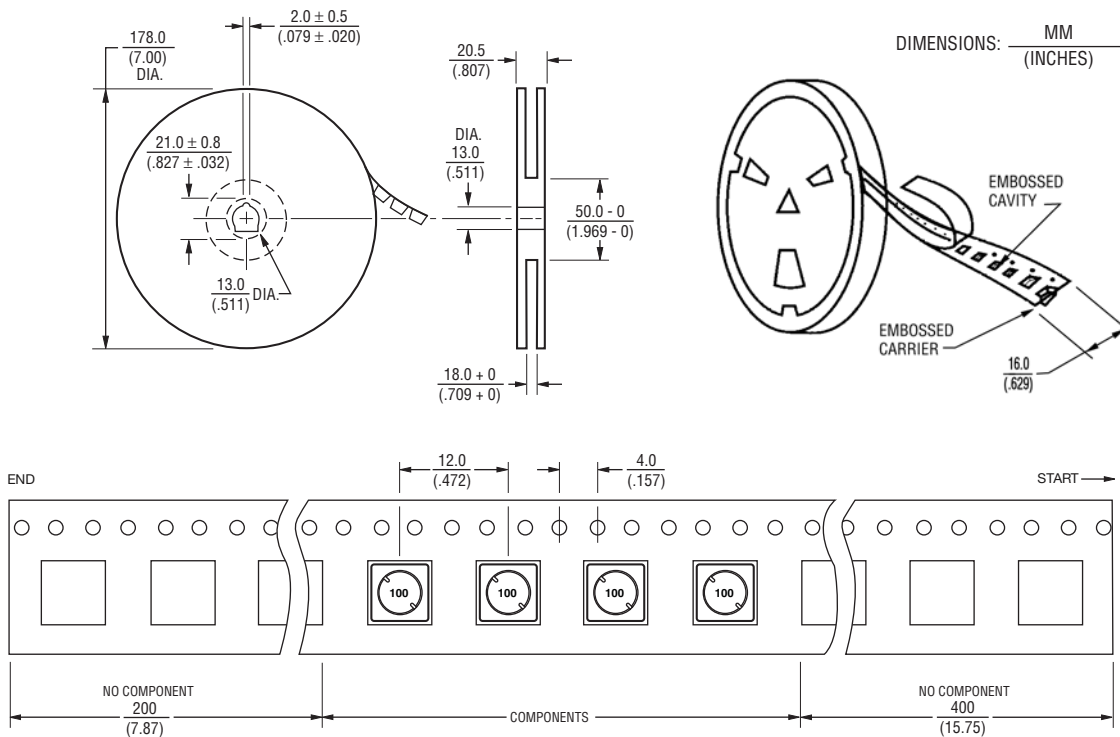 2.0 ± 0.5
(.079 ± .020)
178.0
(7.00)
DIA.
20.5
(.807)
DIMENSIONS: MM
(INCHES)
21.0 ± 0.8
(.827 ± .032)
DIA.
13.0
(.511)
50.0 - 0
(1.969 - 0)
EMBOSSED
CAVITY
13.0
(.511) DIA.
EMBOSSED
CARRIER
18.0 + 0
(.709 + 0)
16.0
(.629)
END
12.0
(.472)
4.0
(.157)
START
100
100
100
100
NO COMPONENT
200
(7.87)
COMPONENTS
NO COMPONENT
400
(15.75)